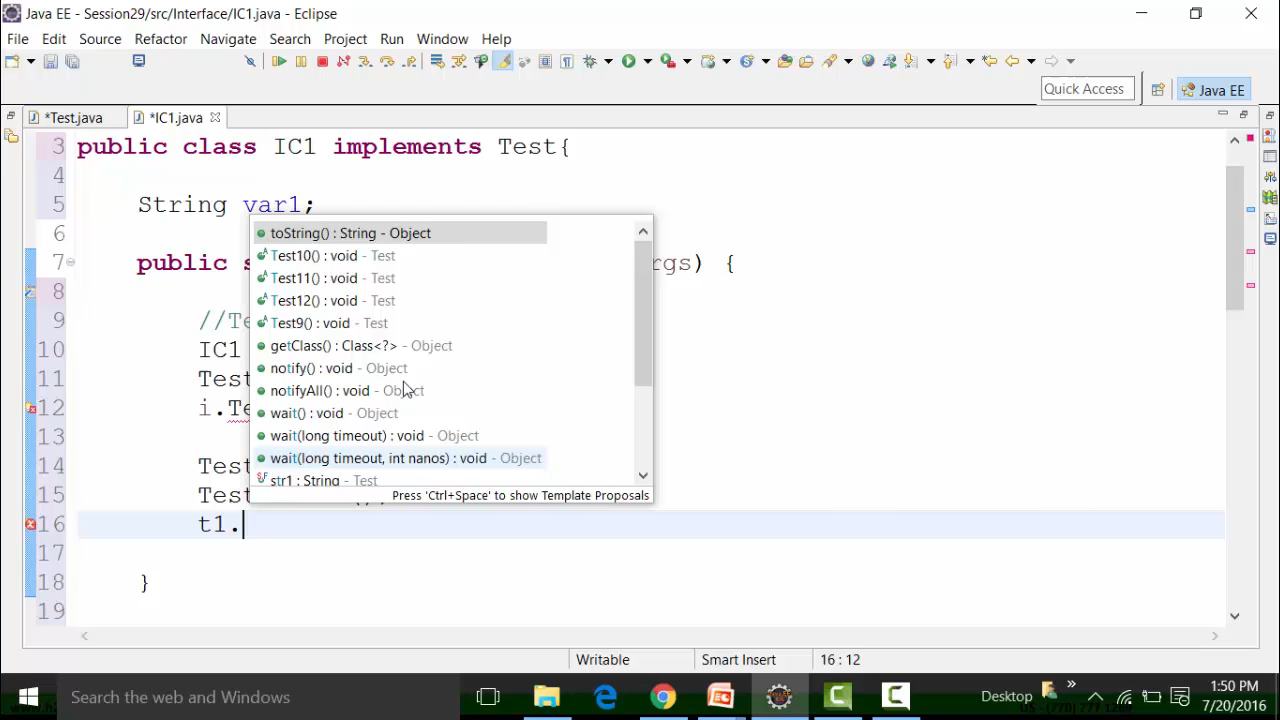 Java EE - Session29/src/Interface/IC1.java - Eclipse
File Edit Source Refactor Navigate Search Project Run Window Help
Quick Access
Java EE
*Test.java *IC1.java
3 public class IC1 implements Test{
4
5 String var1;
6
7 public s rgs) {
8
9 //Te
10 IC1
11 Test
12 i.Te
13
14 Test
15 Test
16 t1.
17
18 }
19
toString() : String - Object
Test10() : void - Test
Test11() : void - Test
Test12() : void - Test
Test9() : void - Test
getClass() : Class<?> - Object
notify() : void - Object
notifyAll() : void - Object
wait() : void - Object
wait(long timeout) : void - Object
wait(long timeout, int nanos) : void - Object
str1 : String - Test
Press 'Ctrl+Space' to show Template Proposals
Writable Smart Insert 16 : 12
Search the web and Windows
Desktop
1:50 PM
7/20/2016